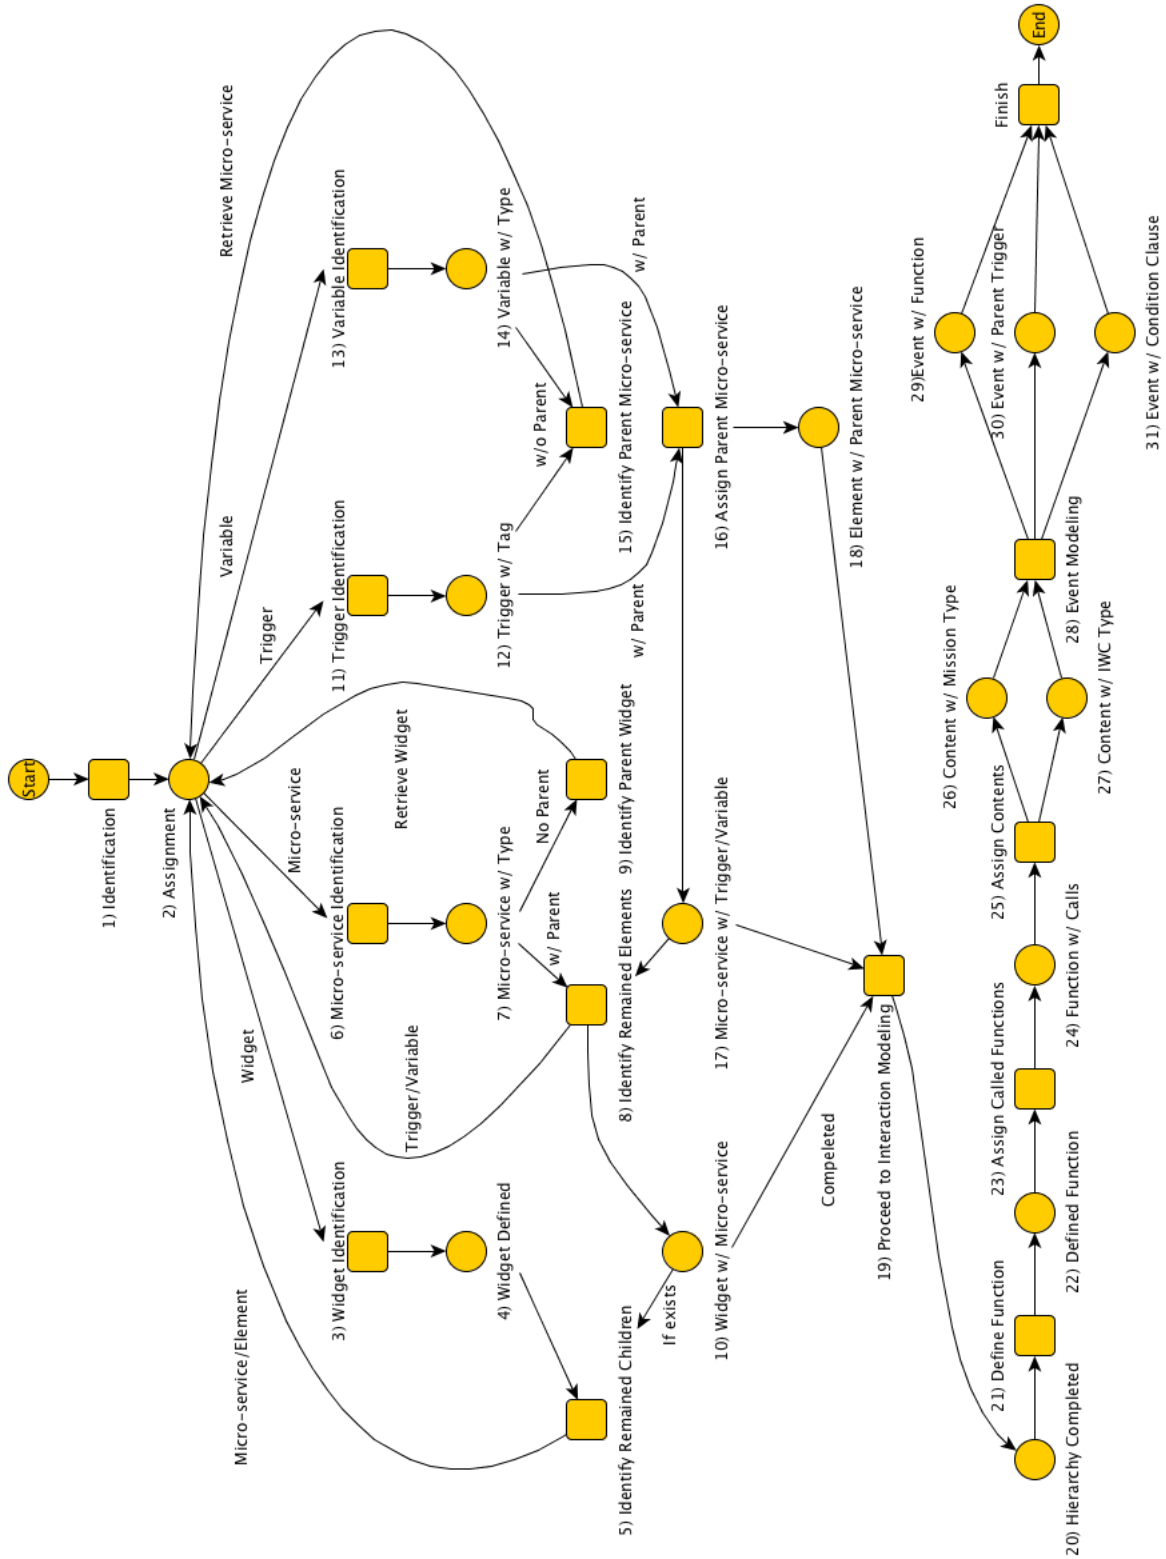 Start
1) Identification
2) Assignment
Retrieve Micro-service
Variable
Trigger
Micro-service
Retrieve Widget
Widget
Micro-service/Element
Trigger/Variable
3) Widget Identification
4) Widget Defined
5) Identify Remained Children
6) Micro-service Identification
7) Micro-service w/ Type
w/ Parent
No Parent
8) Identify Remained Elements
9) Identify Parent Widget
If exists
10) Widget w/ Micro-service
11) Trigger Identification
12) Trigger w/ Tag
13) Variable Identification
14) Variable w/ Type
w/o Parent
w/ Parent
w/ Parent
15) Identify Parent Micro-service
16) Assign Parent Micro-service
17) Micro-service w/ Trigger/Variable
18) Element w/ Parent Micro-service
Compeleted
19) Proceed to Interaction Modeling
20) Hierarchy Completed
21) Define Function
22) Defined Function
23) Assign Called Functions
24) Function w/ Calls
25) Assign Contents
26) Content w/ Mission Type
27) Content w/ IWC Type
28) Event Modeling
29)Event w/ Function
30) Event w/ Parent Trigger
31) Event w/ Condition Clause
Finish
End